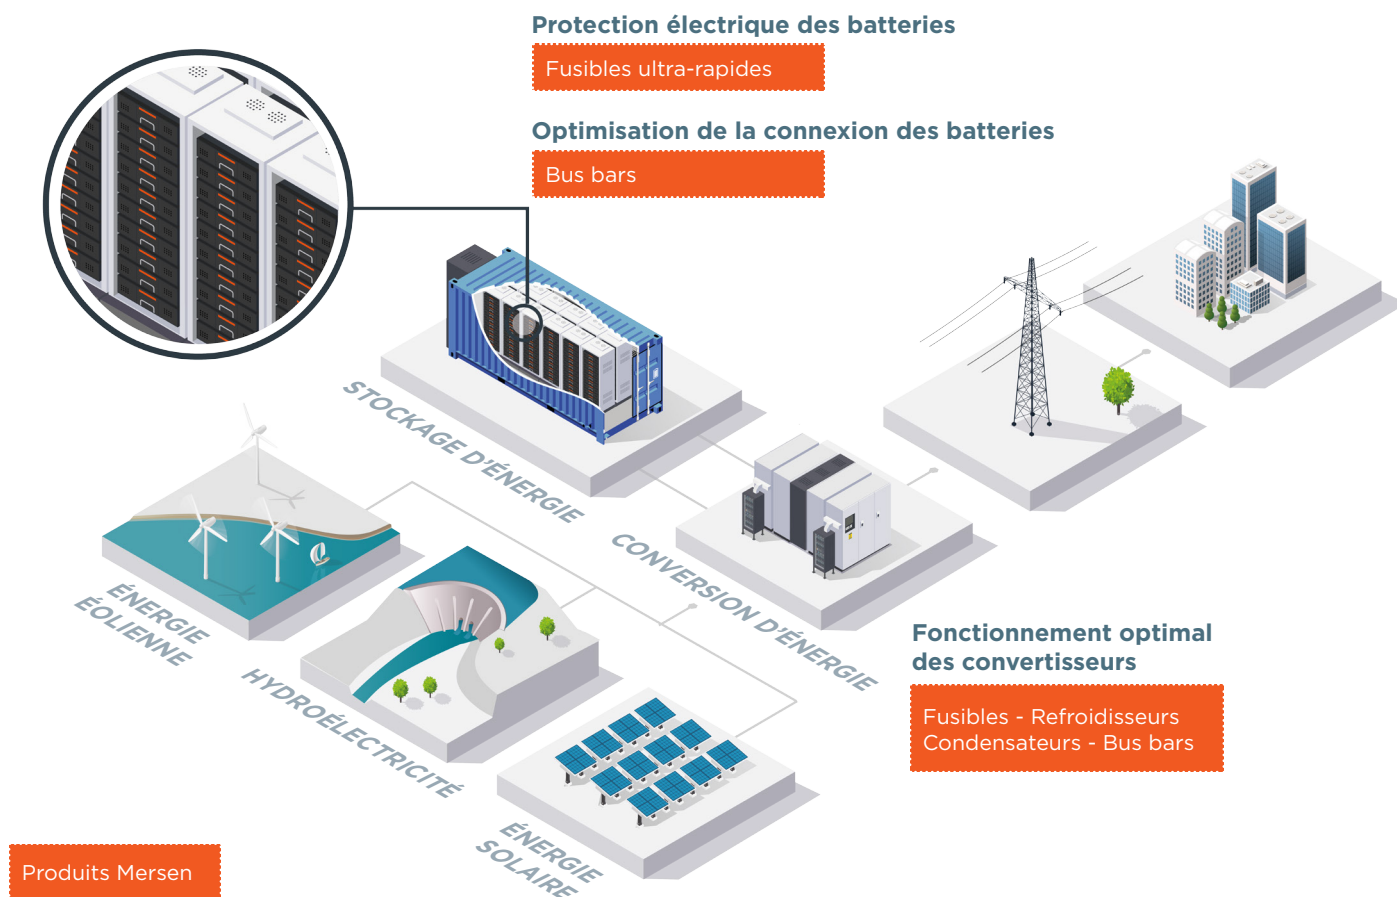 Protection électrique des batteries
Fusibles ultra-rapides
Optimisation de la connexion des batteries
Bus bars
STOCKAGE D'ÉNERGIE
CONVERSION D'ÉNERGIE
ÉNERGIE
ÉOLIENNE
HYDROÉLECTRICITÉ
ÉNERGIE
SOLAIRE
Fonctionnement optimal
des convertisseurs
Fusibles - Refroidisseurs
Condensateurs - Bus bars
Produits Mersen